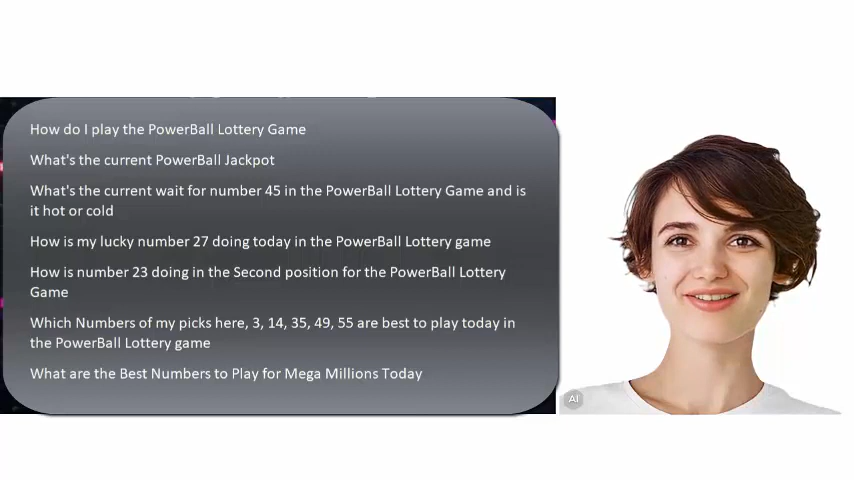 How do I play the PowerBall Lottery Game
What's the current PowerBall Jackpot
What's the current wait for number 45 in the PowerBall Lottery Game and is
it hot or cold
How is my lucky number 27 doing today in the PowerBall Lottery game
How is number 23 doing in the Second position for the PowerBall Lottery
Game
Which Numbers of my picks here, 3, 14, 35, 49, 55 are best to play today in
the PowerBall Lottery game
What are the Best Numbers to Play for Mega Millions Today
AI